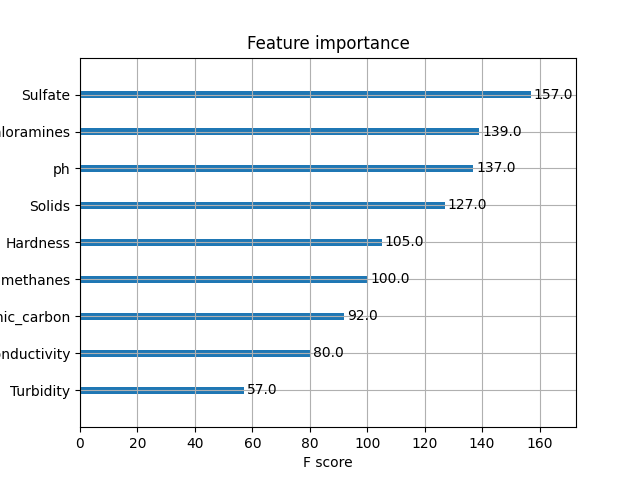 Feature importance
Sulfate 157.0
loramines 139.0
ph 137.0
Solids 127.0
Hardness 105.0
methanes 100.0
nic_carbon 92.0
onductivity 80.0
Turbidity 57.0
0 20 40 60 80 100 120 140 160
F score